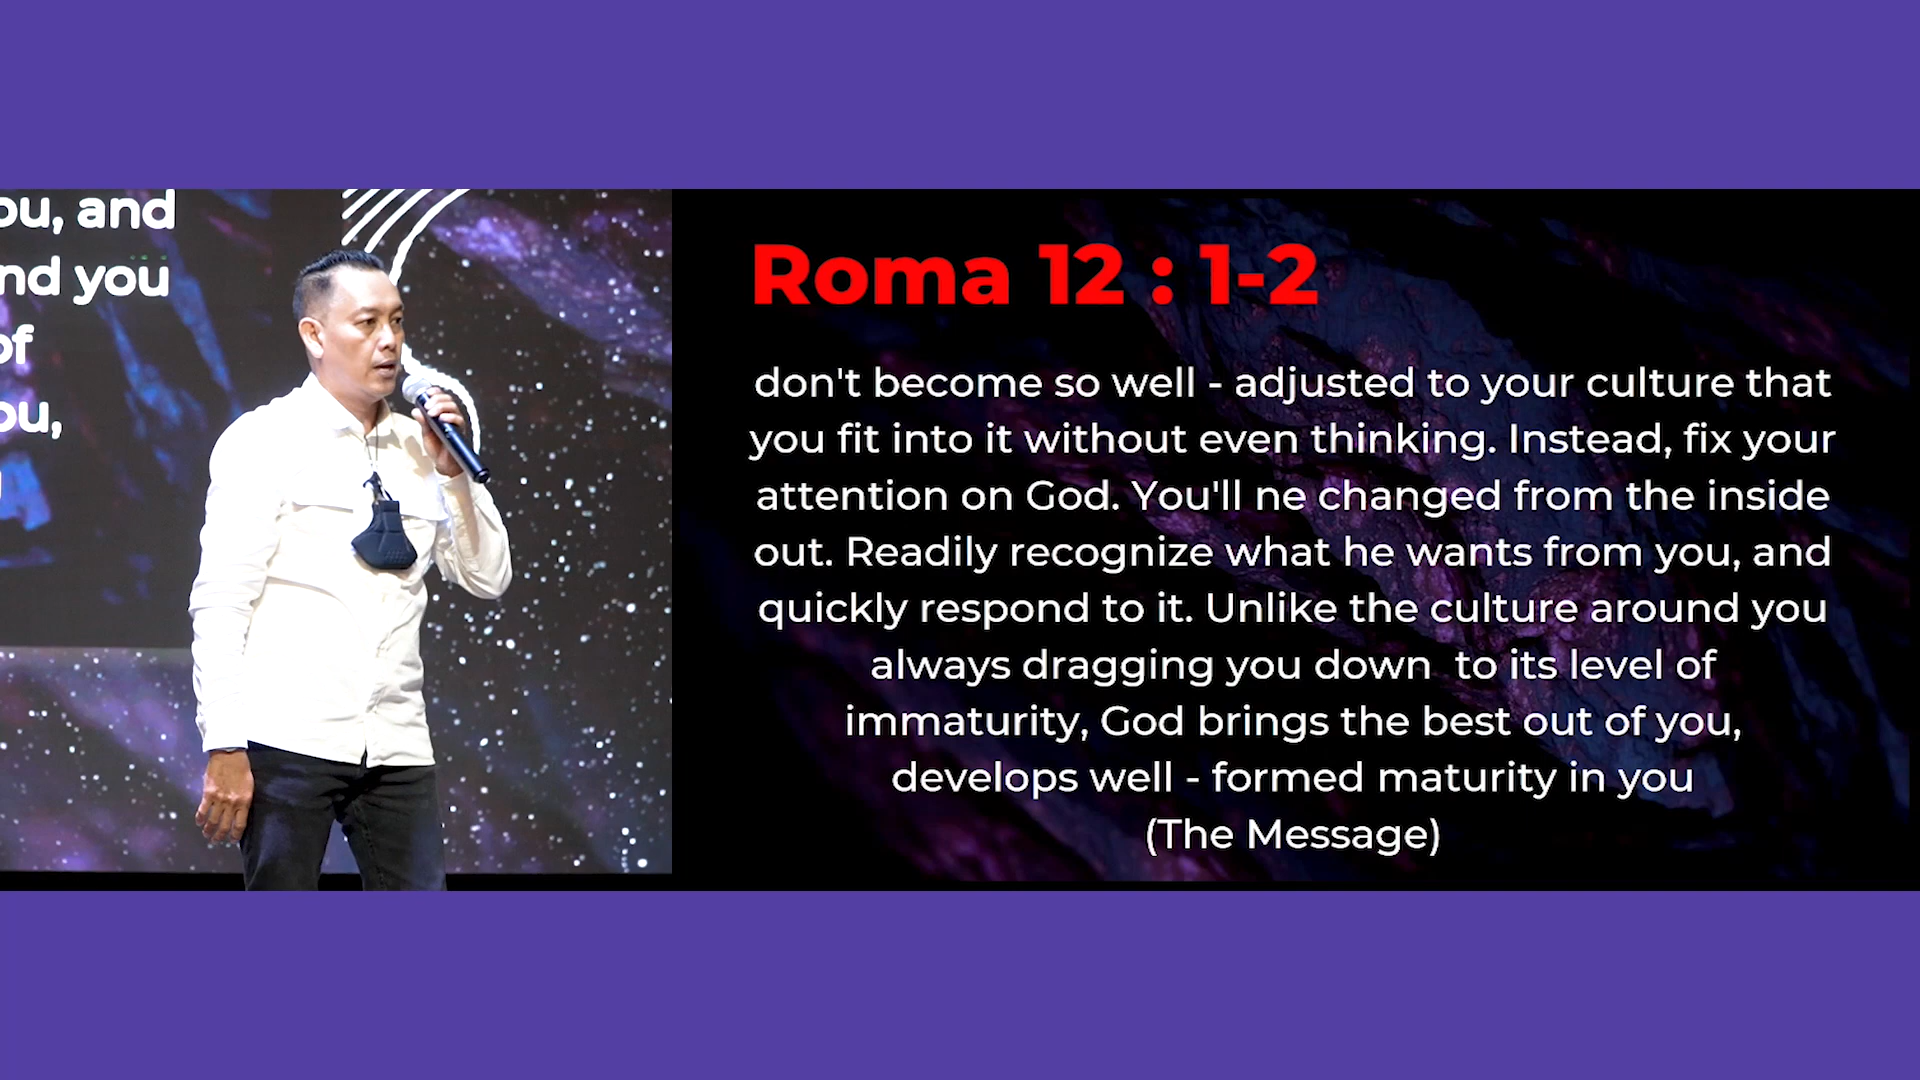 ou, and
nd you
of
ou,
Roma 12 : 1-2
don't become so well - adjusted to your culture that
you fit into it without even thinking. Instead, fix your
attention on God. You'll ne changed from the inside
out. Readily recognize what he wants from you, and
quickly respond to it. Unlike the culture around you
always dragging you down  to its level of
immaturity, God brings the best out of you,
develops well - formed maturity in you
(The Message)